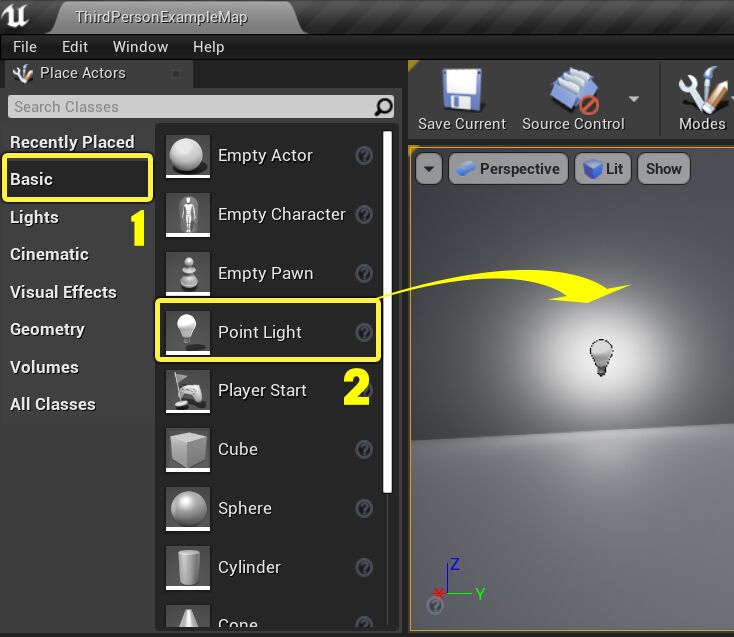 ThirdPersonExampleMap
File Edit Window Help
Place Actors
Search Classes
Recently Placed
Basic
Lights
Cinematic
Visual Effects
Geometry
Volumes
All Classes
1
Empty Actor
Empty Character
Empty Pawn
Point Light
Player Start
Cube
Sphere
Cylinder
Cone
2
Save Current Source Control Modes
Perspective Lit Show
Z
Y